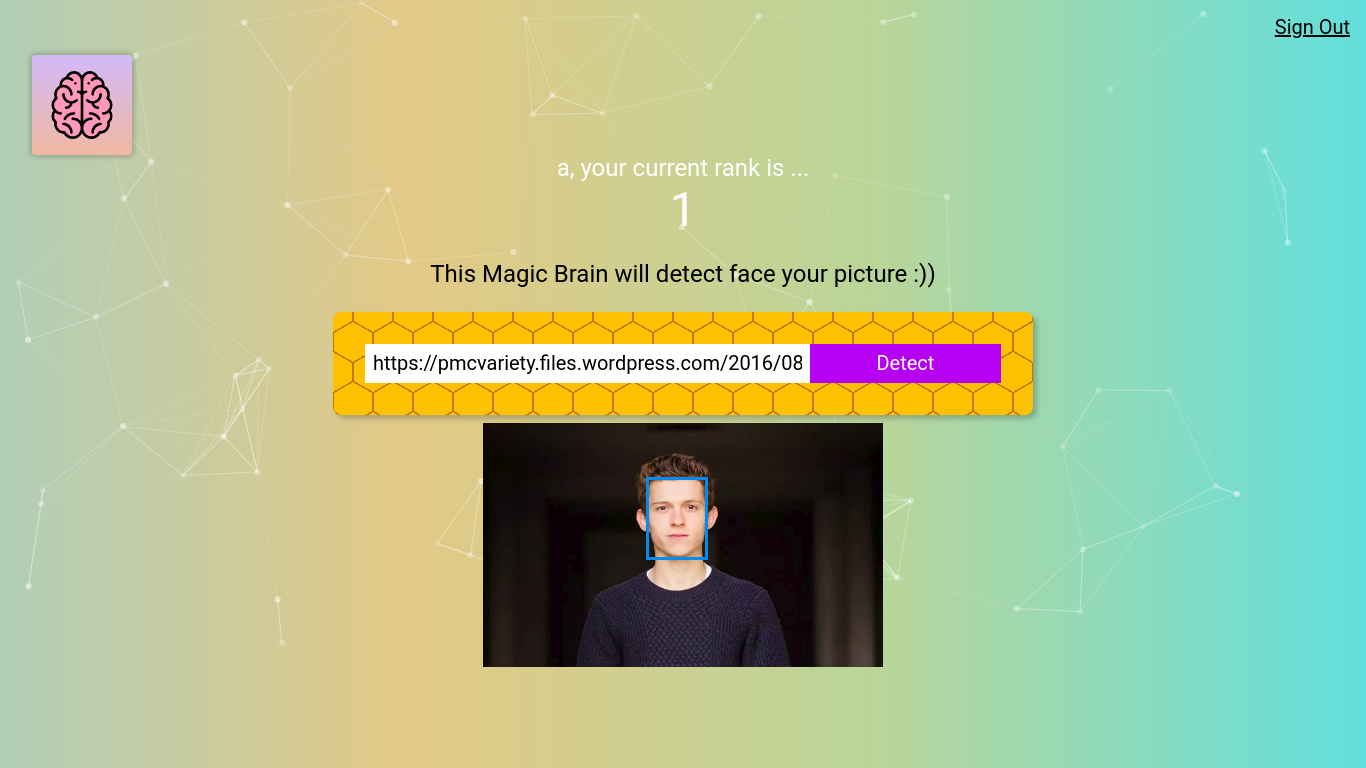 Sign Out
a, your current rank is ...
1
This Magic Brain will detect face your picture :))
https://pmcvariety.files.wordpress.com/2016/08
Detect